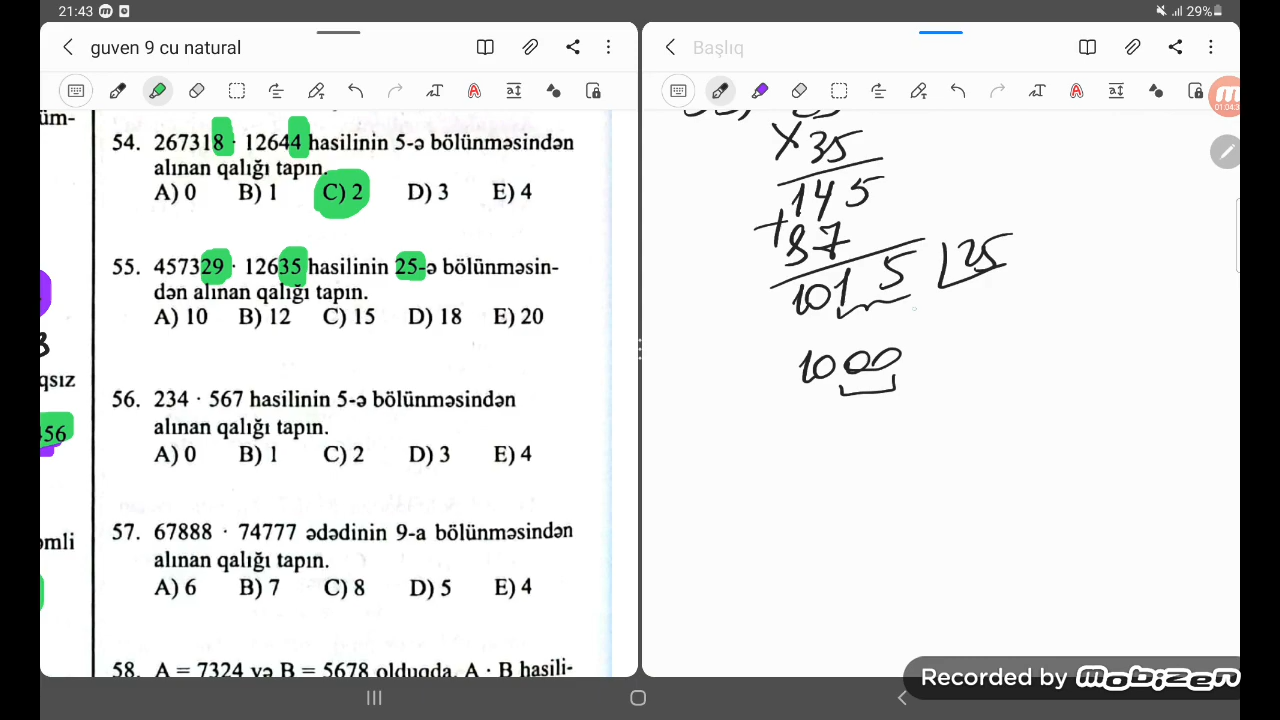 21:43
29%
guven 9 cu natural
Başlıq
üm-
qsız
56
əmli
54. 267318 · 12644 hasilinin 5-ə bölünməsindən
alınan qalığı tapın.
A) 0 B) 1 C) 2 D) 3 E) 4
55. 457329 · 12635 hasilinin 25-ə bölünməsin-
dən alınan qalığı tapın.
A) 10 B) 12 C) 15 D) 18 E) 20
56. 234 · 567 hasilinin 5-ə bölünməsindən
alınan qalığı tapın.
A) 0 B) 1 C) 2 D) 3 E) 4
57. 67888 · 74777 ədədinin 9-a bölünməsindən
alınan qalığı tapın.
A) 6 B) 7 C) 8 D) 5 E) 4
58. A = 7324 və B = 5678 olduqda, A · B hasili-
x 35
145
+ 87
1015 25
1000
Recorded by mobizen